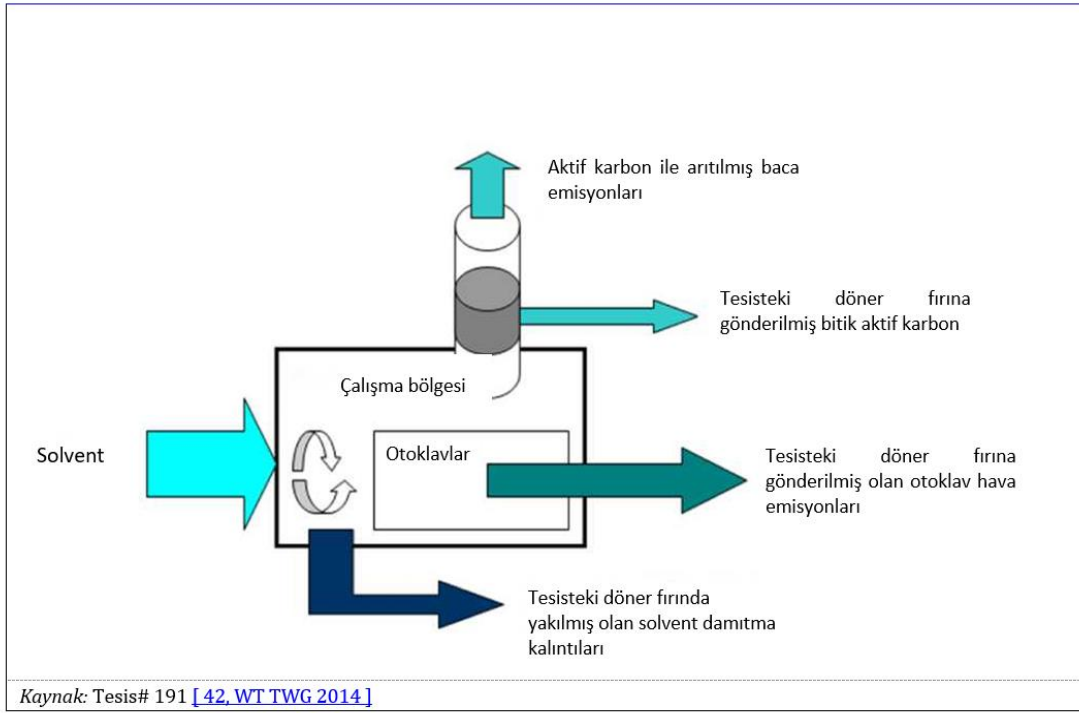 Aktif karbon ile arıtılmış baca
emisyonları
Tesisteki döner fırına
gönderilmiş bitik aktif karbon
Çalışma bölgesi
Solvent
Otoklavlar
Tesisteki döner fırına
gönderilmiş olan otoklav hava
emisyonları
Tesisteki döner fırında
yakılmış olan solvent damıtma
kalıntıları
Kaynak: Tesis# 191 [ 42, WT TWG 2014 ]